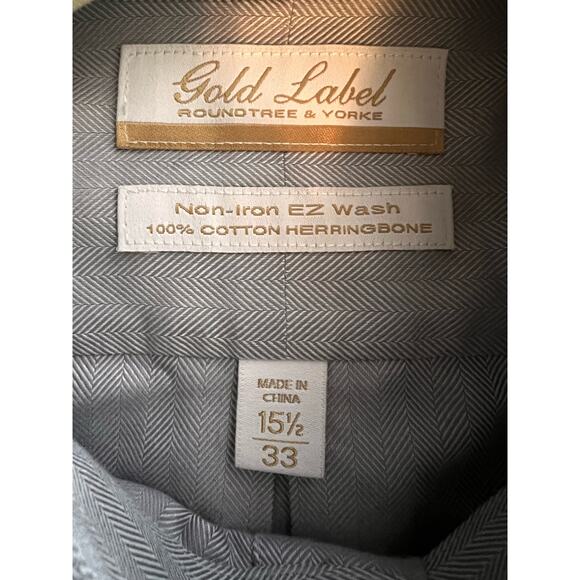 Gold Label
ROUNDTREE & YORKE
Non-Iron EZ Wash
100% COTTON HERRINGBONE
MADE IN
CHINA
15½
33